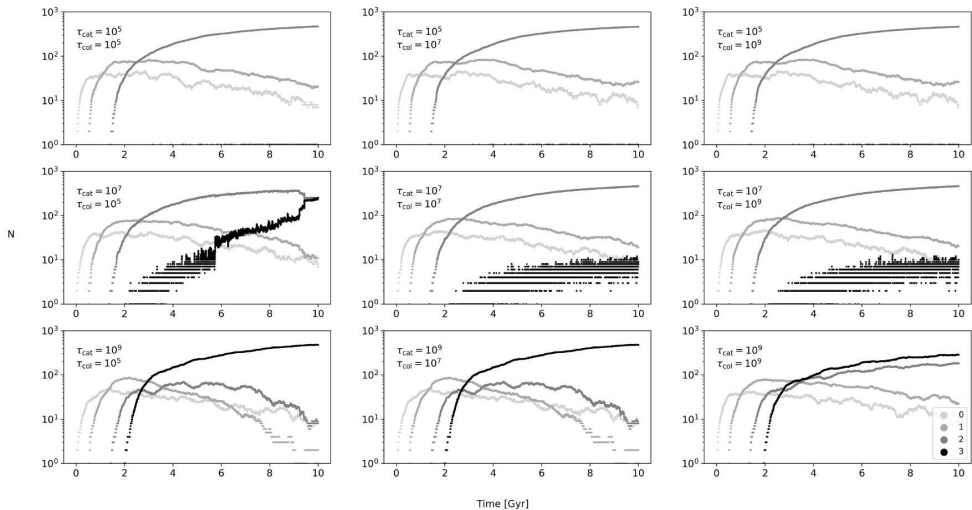 10³
10²
10¹
10⁰
τcat = 10⁵
τcol = 10⁵
0 2 4 6 8 10
10³
10²
10¹
10⁰
τcat = 10⁵
τcol = 10⁷
0 2 4 6 8 10
10³
10²
10¹
10⁰
τcat = 10⁵
τcol = 10⁹
0 2 4 6 8 10
N
10³
10²
10¹
10⁰
τcat = 10⁷
τcol = 10⁵
0 2 4 6 8 10
10³
10²
10¹
10⁰
τcat = 10⁷
τcol = 10⁷
0 2 4 6 8 10
10³
10²
10¹
10⁰
τcat = 10⁷
τcol = 10⁹
0 2 4 6 8 10
10³
10²
10¹
10⁰
τcat = 10⁹
τcol = 10⁵
0 2 4 6 8 10
10³
10²
10¹
10⁰
τcat = 10⁹
τcol = 10⁷
0 2 4 6 8 10
10³
10²
10¹
10⁰
τcat = 10⁹
τcol = 10⁹
0
1
2
3
0 2 4 6 8 10
Time [Gyr]